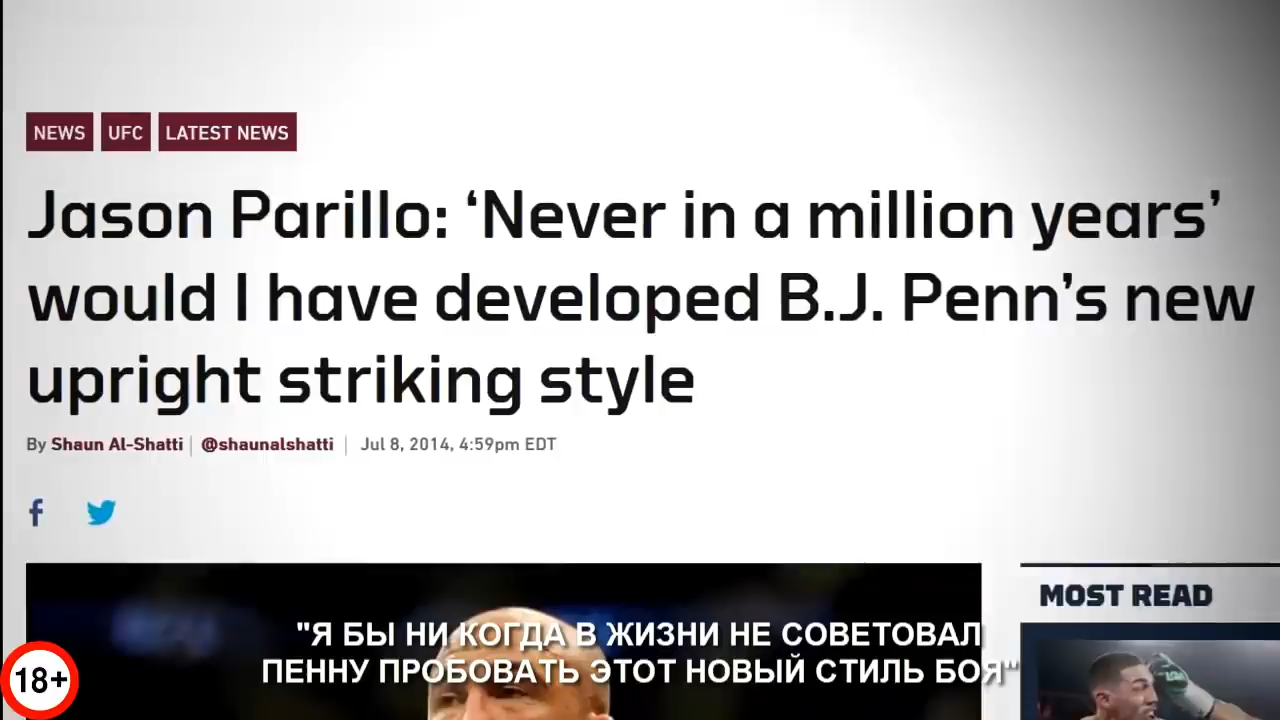 NEWS UFC LATEST NEWS
Jason Parillo: ‘Never in a million years’
would I have developed B.J. Penn’s new
upright striking style
By Shaun Al-Shatti | @shaunalshatti | Jul 8, 2014, 4:59pm EDT
MOST READ
"Я БЫ НИ КОГДА В ЖИЗНИ НЕ СОВЕТОВАЛ
ПЕННУ ПРОБОВАТЬ ЭТОТ НОВЫЙ СТИЛЬ БОЯ"
18+